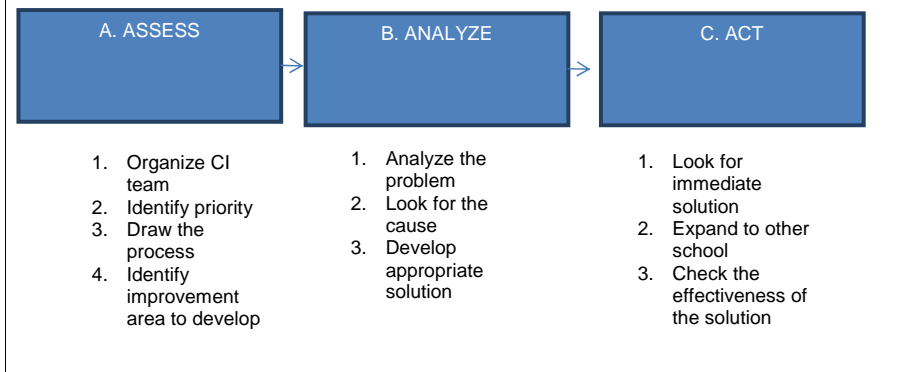 A. ASSESS
B. ANALYZE
C. ACT
1. Organize CI
team
2. Identify priority
3. Draw the
process
4. Identify
improvement
area to develop
1. Analyze the
problem
2. Look for the
cause
3. Develop
appropriate
solution
1. Look for
immediate
solution
2. Expand to other
school
3. Check the
effectiveness of
the solution